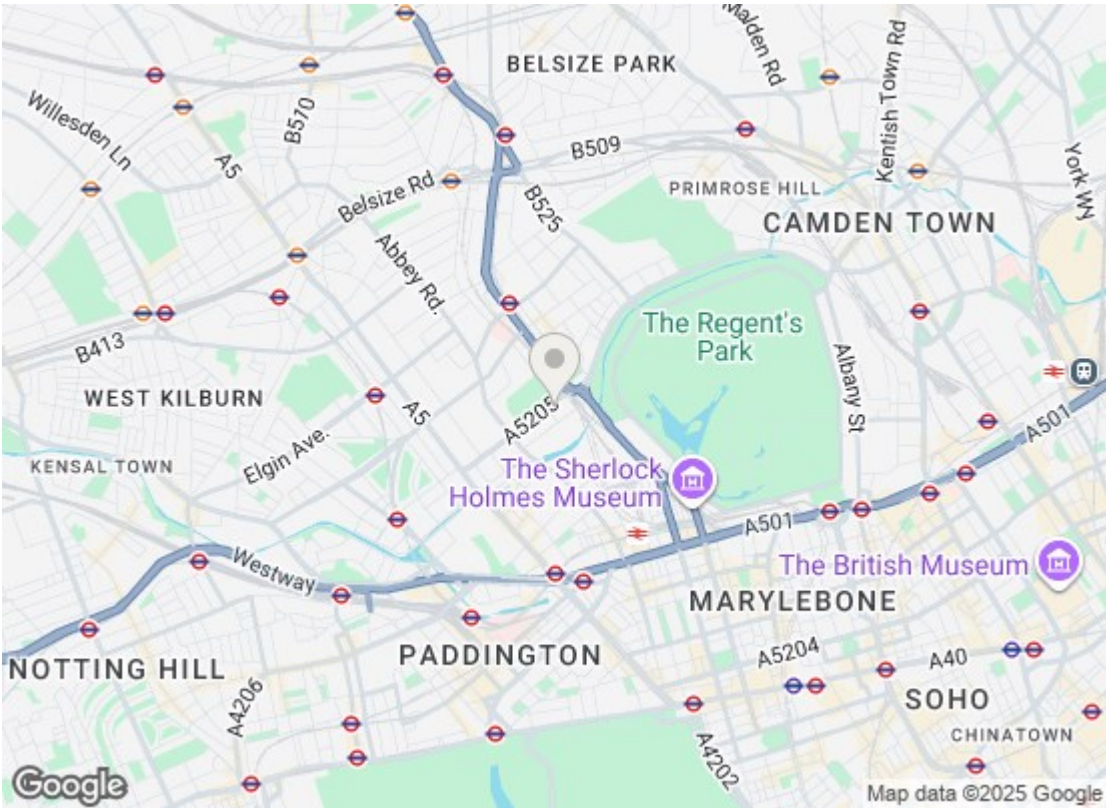 Malden Rd
BELSIZE PARK
Kentish Town Rd
Willesden Ln
B510
A5
B509
York Wy
Belsize Rd
B525
PRIMROSE HILL
CAMDEN TOWN
Abbey Rd.
The Regent's
Park
B413
Albany St
WEST KILBURN
A5
A5205
A501
Elgin Ave.
KENSAL TOWN
The Sherlock
Holmes Museum
A501
Westway
The British Museum
MARYLEBONE
PADDINGTON
A5204
A40
NOTTING HILL
A4206
SOHO
CHINATOWN
A4202
Google
Map data ©2025 Google